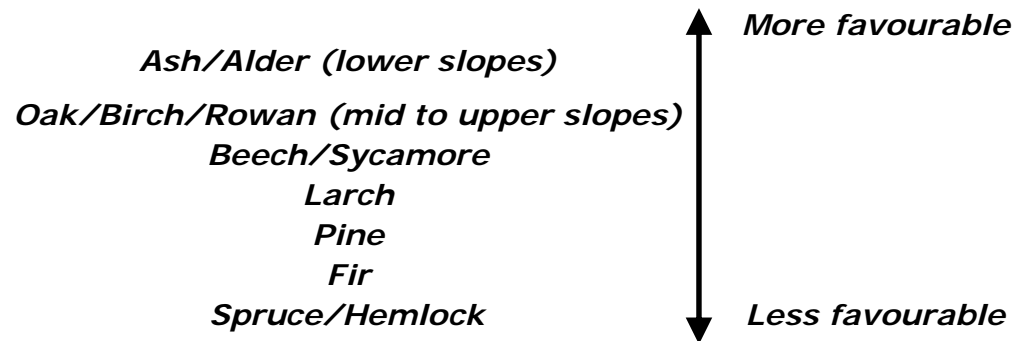 More favourable
Ash/Alder (lower slopes)
Oak/Birch/Rowan (mid to upper slopes)
Beech/Sycamore
Larch
Pine
Fir
Spruce/Hemlock
Less favourable